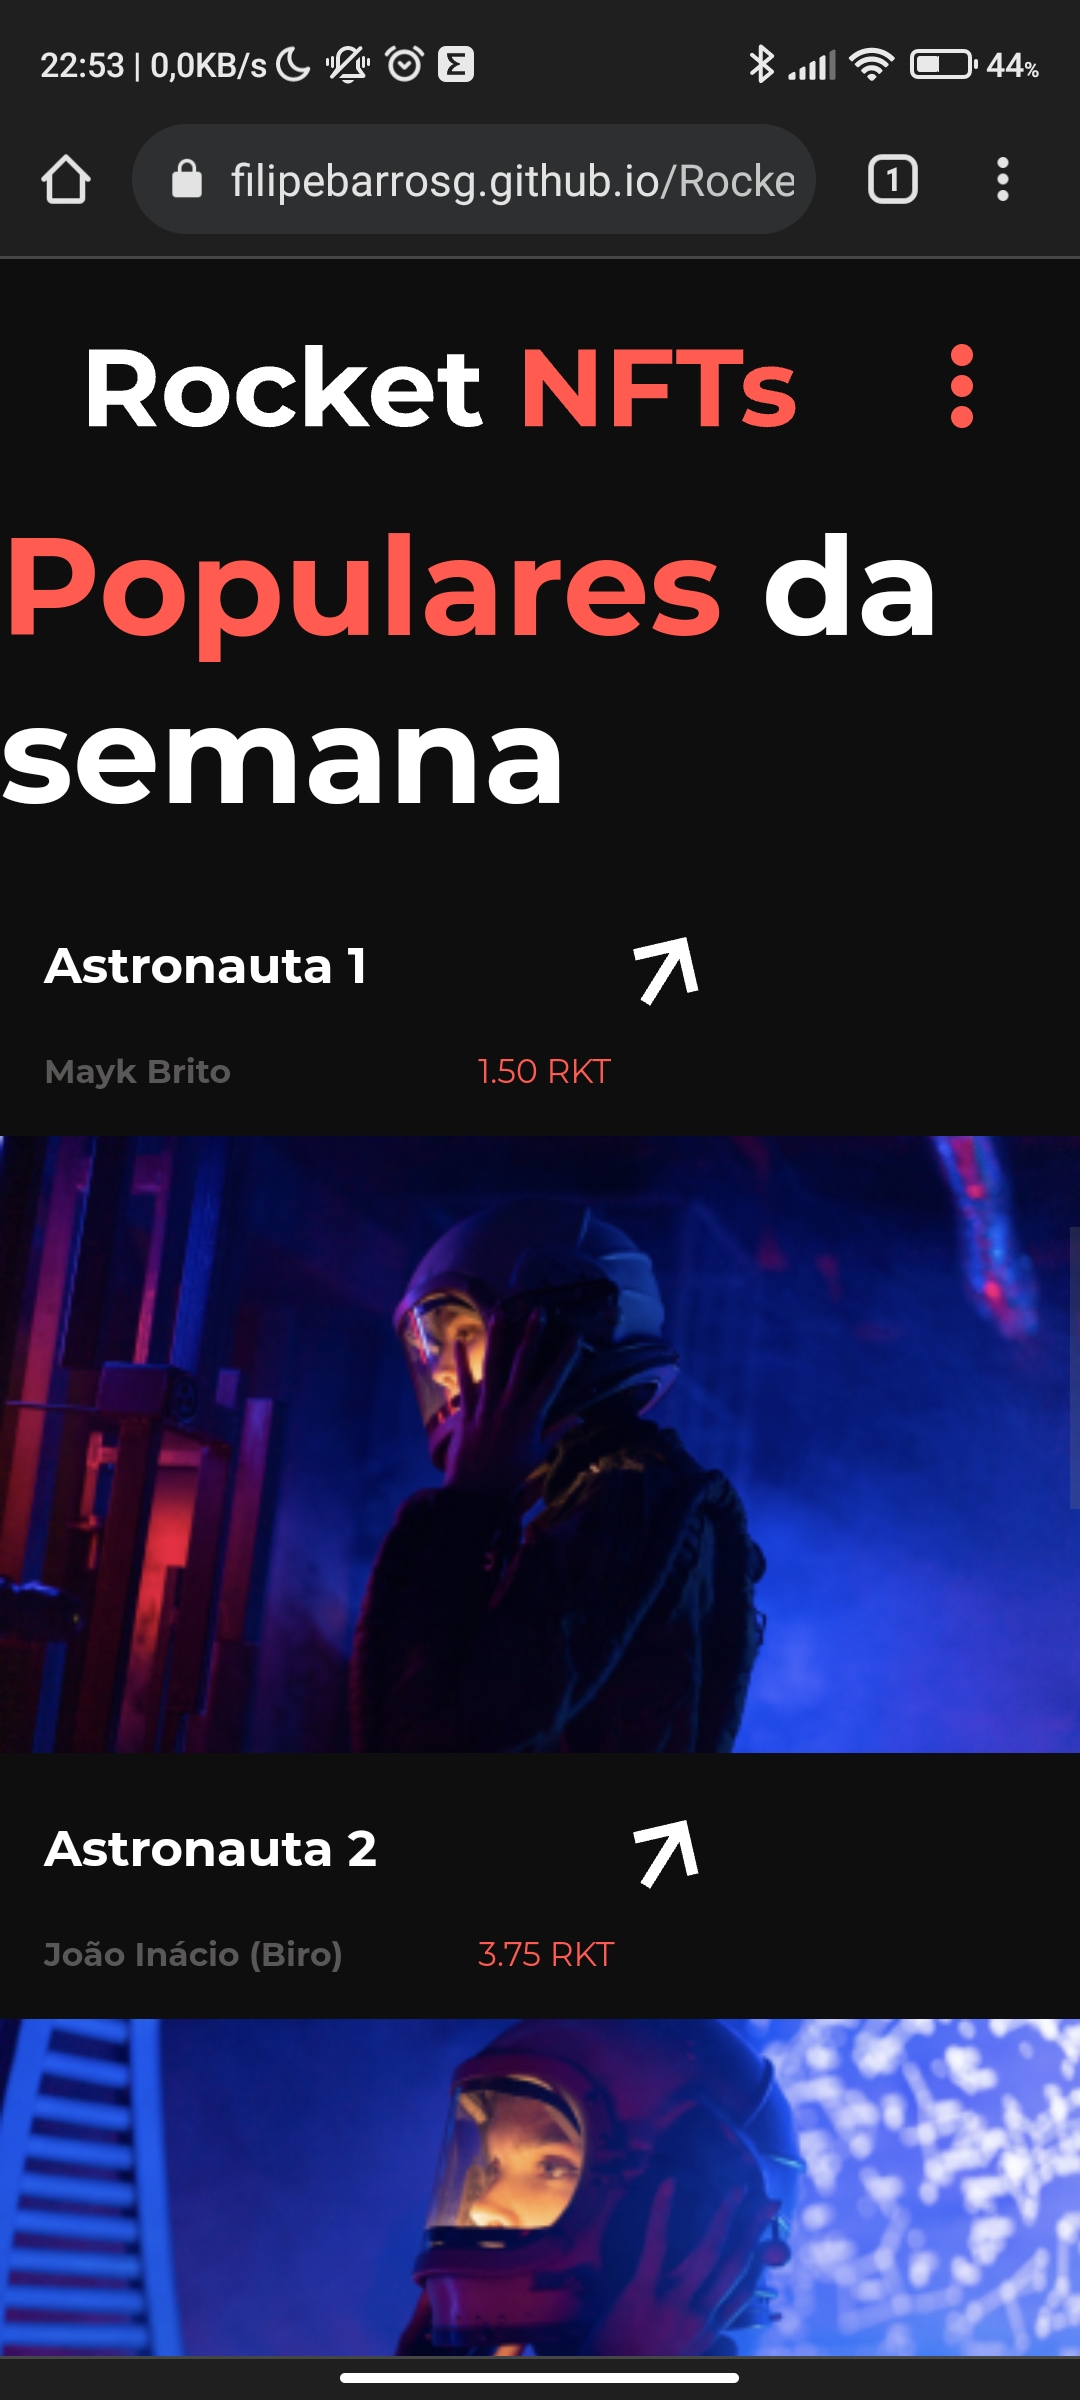 22:53 | 0,0KB/s 44%
filipebarrosg.github.io/Rocke 1
Rocket NFTs
Populares da
semana
Astronauta 1
Mayk Brito 1.50 RKT
Astronauta 2
João Inácio (Biro) 3.75 RKT